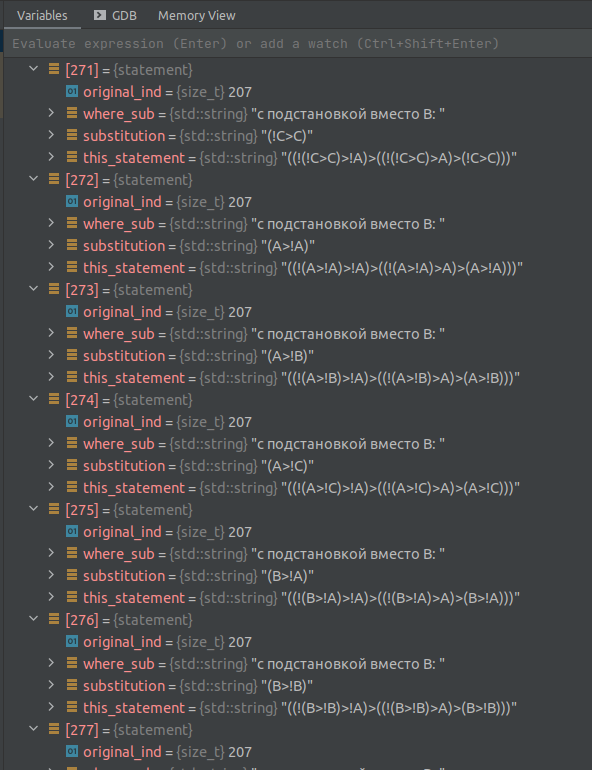 Variables GDB Memory View
Evaluate expression (Enter) or add a watch (Ctrl+Shift+Enter)
[271] = {statement}
original_ind = {size_t} 207
where_sub = {std::string} "с подстановкой вместо B: "
substitution = {std::string} "(!C>C)"
this_statement = {std::string} "((!(!C>C)>!A)>((!(!C>C)>A)>(!C>C)))"
[272] = {statement}
original_ind = {size_t} 207
where_sub = {std::string} "с подстановкой вместо B: "
substitution = {std::string} "(A>!A)"
this_statement = {std::string} "((!(A>!A)>!A)>((!(A>!A)>A)>(A>!A)))"
[273] = {statement}
original_ind = {size_t} 207
where_sub = {std::string} "с подстановкой вместо B: "
substitution = {std::string} "(A>!B)"
this_statement = {std::string} "((!(A>!B)>!A)>((!(A>!B)>A)>(A>!B)))"
[274] = {statement}
original_ind = {size_t} 207
where_sub = {std::string} "с подстановкой вместо B: "
substitution = {std::string} "(A>!C)"
this_statement = {std::string} "((!(A>!C)>!A)>((!(A>!C)>A)>(A>!C)))"
[275] = {statement}
original_ind = {size_t} 207
where_sub = {std::string} "с подстановкой вместо B: "
substitution = {std::string} "(B>!A)"
this_statement = {std::string} "((!(B>!A)>!A)>((!(B>!A)>A)>(B>!A)))"
[276] = {statement}
original_ind = {size_t} 207
where_sub = {std::string} "с подстановкой вместо B: "
substitution = {std::string} "(B>!B)"
this_statement = {std::string} "((!(B>!B)>!A)>((!(B>!B)>A)>(B>!B)))"
[277] = {statement}
original_ind = {size_t} 207